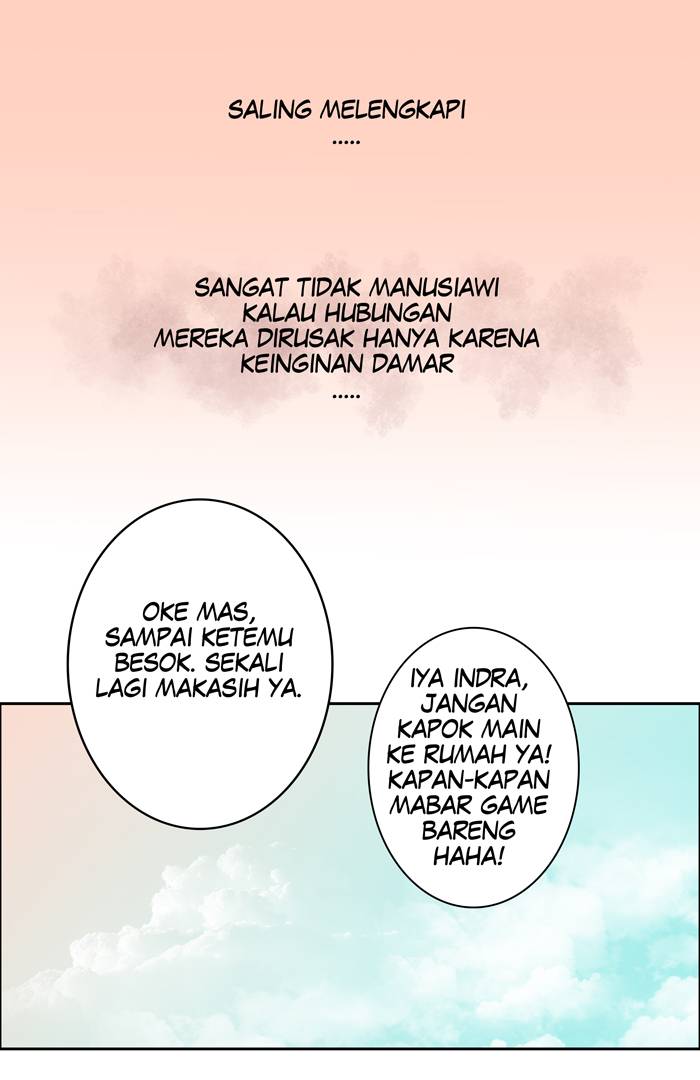 SALING MELENGKAPI
.....
SANGAT TIDAK MANUSIAWI
KALAU HUBUNGAN
MEREKA DIRUSAK HANYA KARENA
KEINGINAN DAMAR
.....
OKE MAS,
SAMPAI KETEMU
BESOK. SEKALI
LAGI MAKASIH YA.
IYA INDRA,
JANGAN
KAPOK MAIN
KE RUMAH YA!
KAPAN-KAPAN
MABAR GAME
BARENG
HAHA!